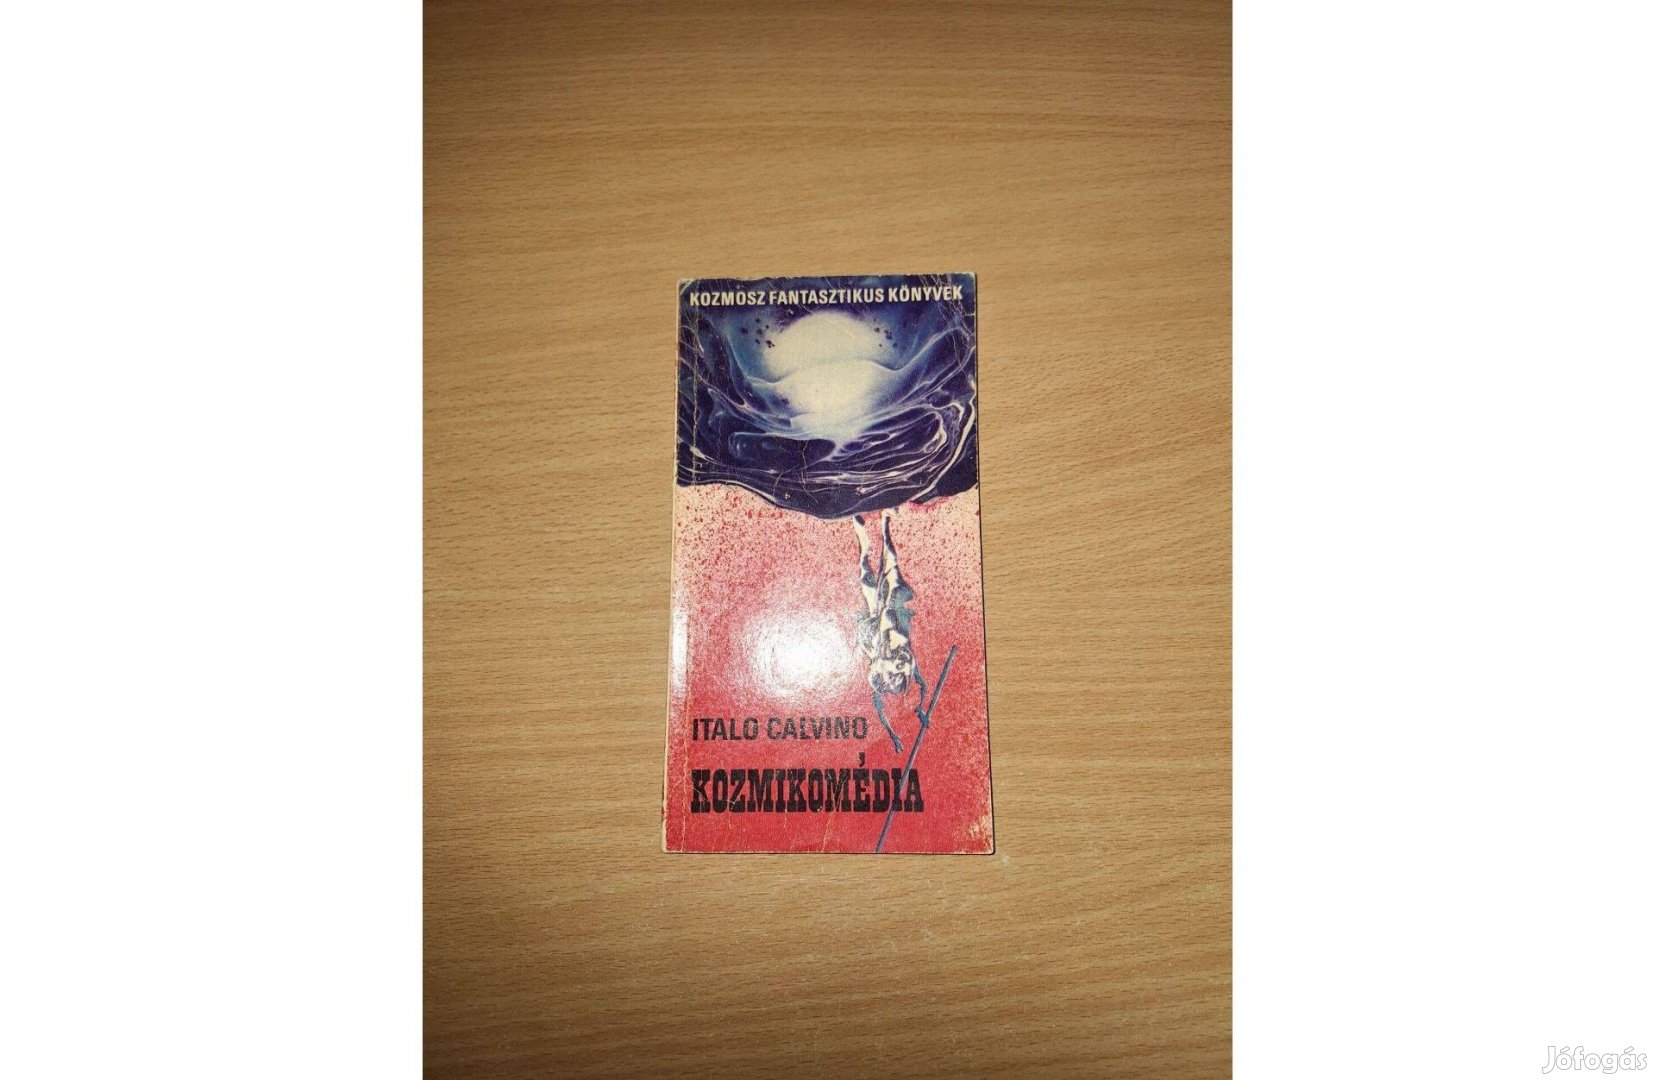 KOZMOSZ FANTASZTIKUS KÖNYVEK
ITALO CALVINO
KOZMIKOMÉDIA
Jófogás